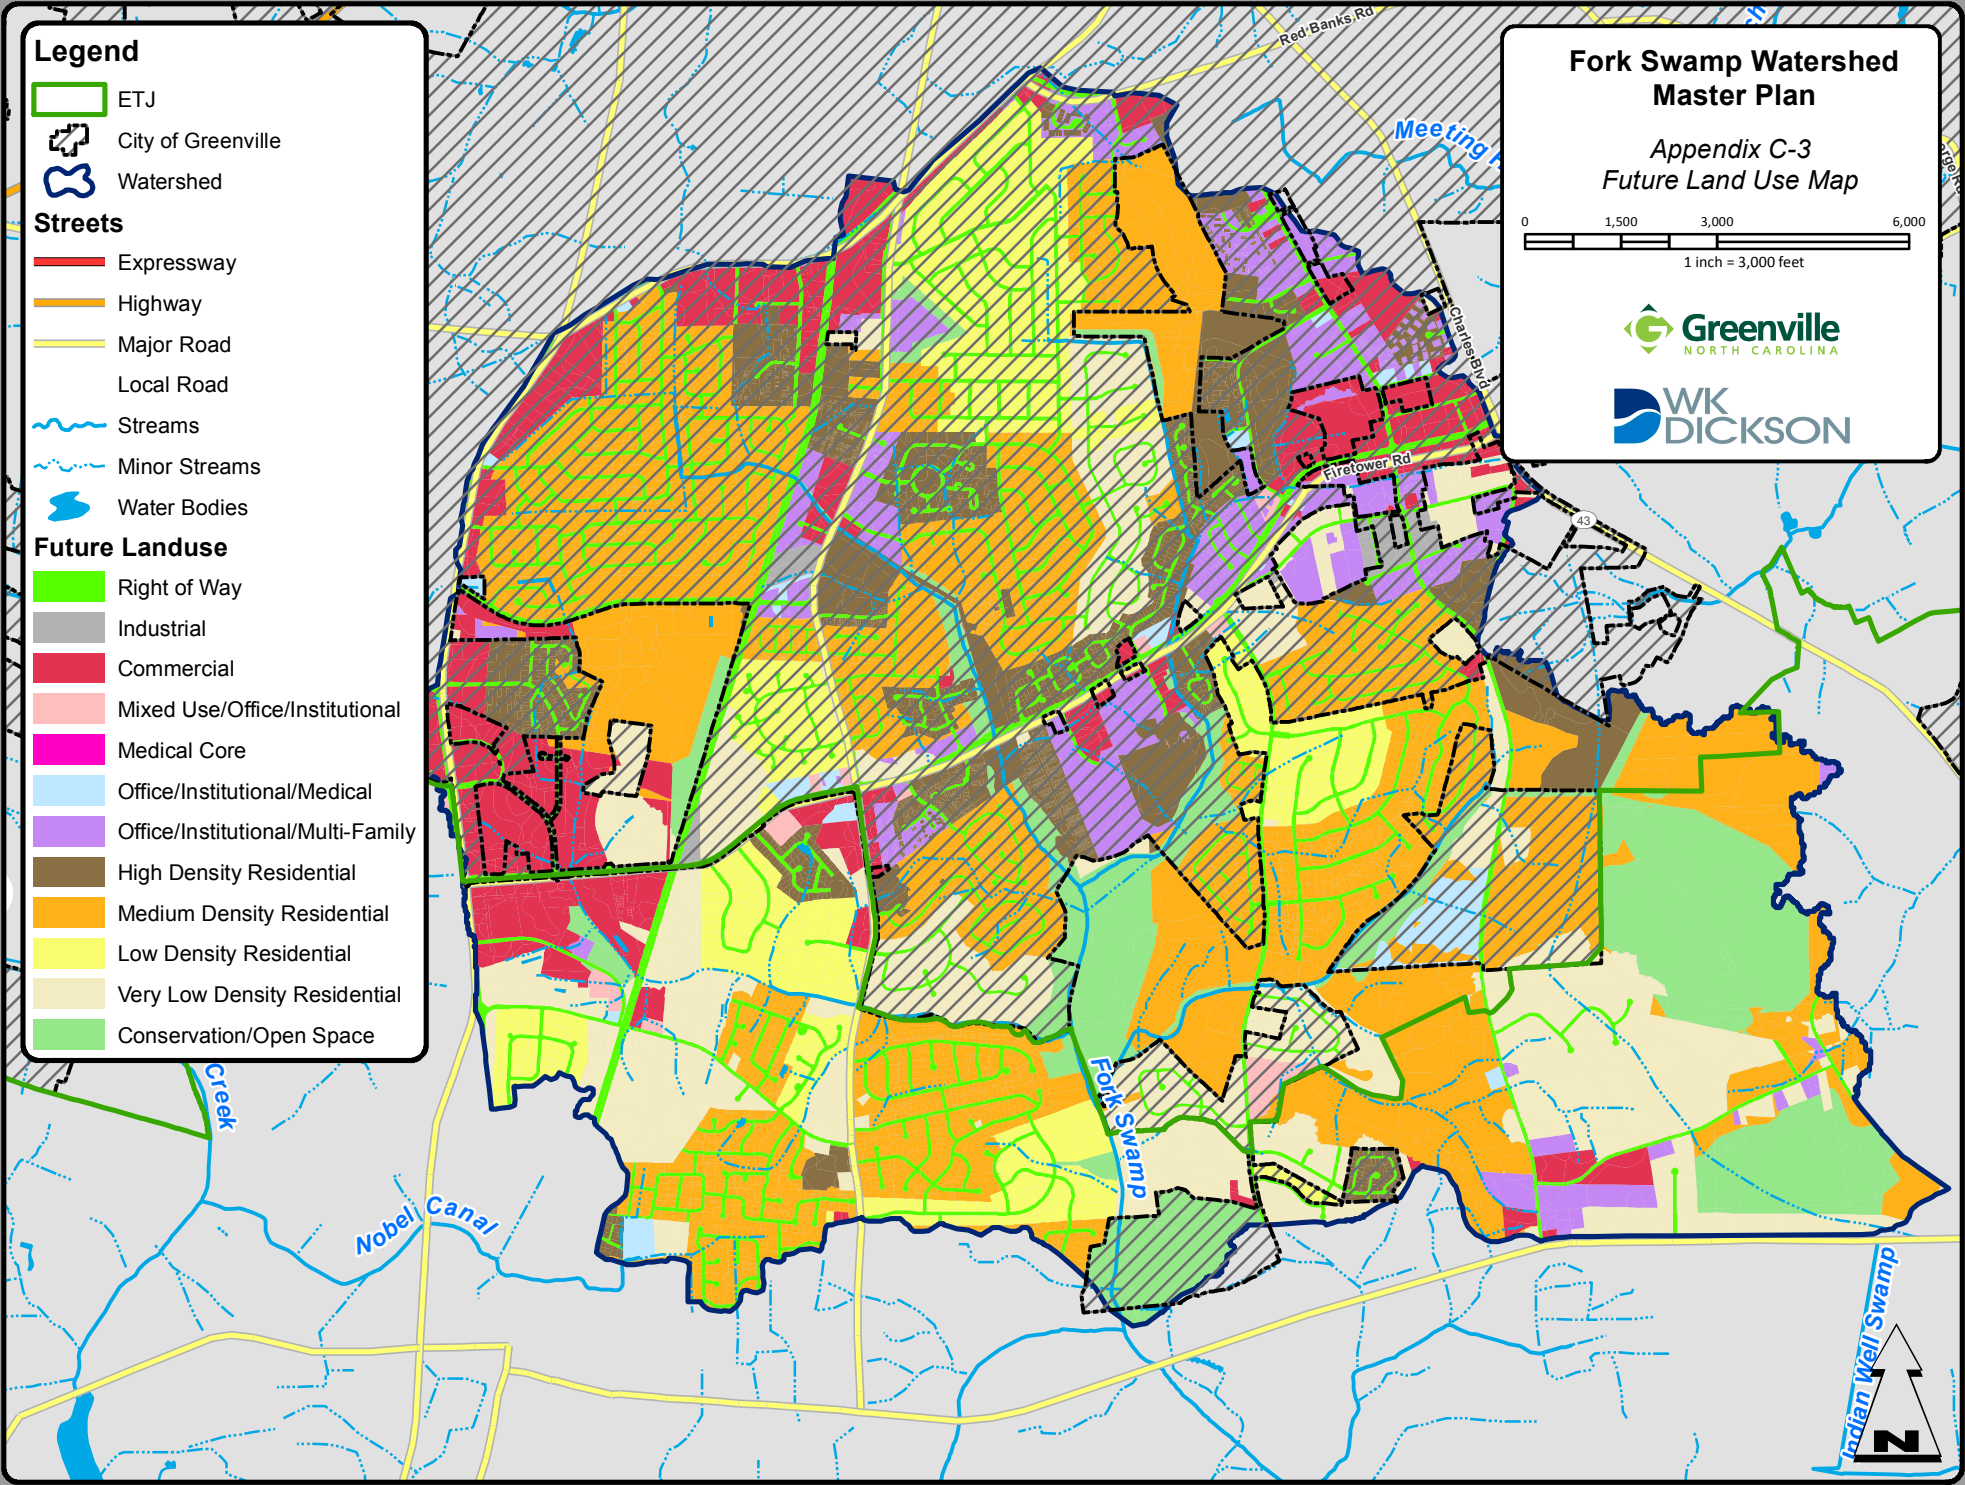 Legend
ETJ
City of Greenville
Watershed
Streets
Expressway
Highway
Major Road
Local Road
Streams
Minor Streams
Water Bodies
Future Landuse
Right of Way
Industrial
Commercial
Mixed Use/Office/Institutional
Medical Core
Office/Institutional/Medical
Office/Institutional/Multi-Family
High Density Residential
Medium Density Residential
Low Density Residential
Very Low Density Residential
Conservation/Open Space
Fork Swamp Watershed
Master Plan
Appendix C-3
Future Land Use Map
0 1,500 3,000 6,000
1 inch = 3,000 feet
G Greenville
NORTH CAROLINA
WK
DICKSON
Red Banks Rd
Meeting
Charles Blvd
Firetower Rd
43
Creek
Fork Swamp
Nobel Canal
Indian Well Swamp
N